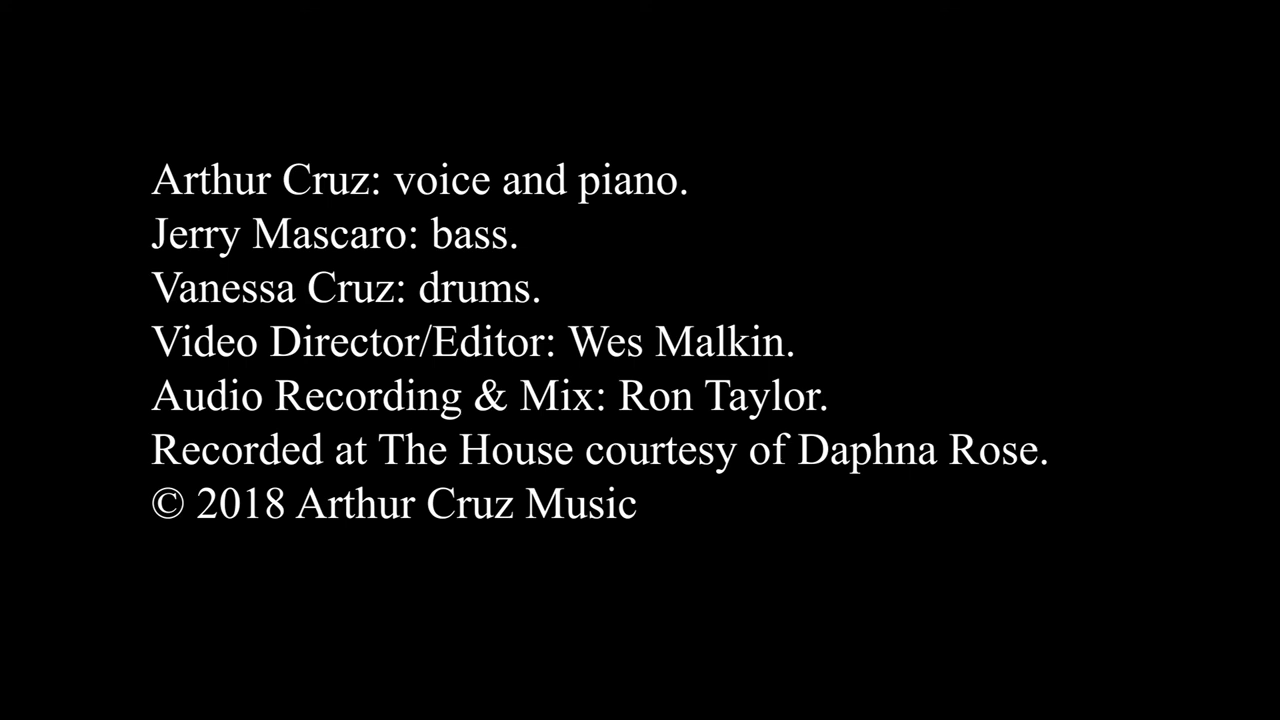 Arthur Cruz: voice and piano.
Jerry Mascaro: bass.
Vanessa Cruz: drums.
Video Director/Editor: Wes Malkin.
Audio Recording & Mix: Ron Taylor.
Recorded at The House courtesy of Daphna Rose.
© 2018 Arthur Cruz Music